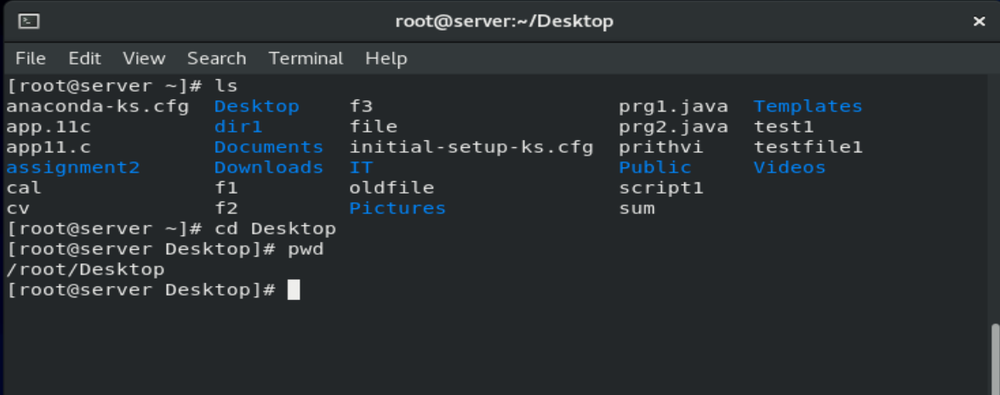 root@server:~/Desktop
×
File Edit View Search Terminal Help
[root@server ~]# ls
anaconda-ks.cfg  Desktop    f3                    prg1.java  Templates
app.11c          dir1       file                  prg2.java  test1
app11.c          Documents  initial-setup-ks.cfg  prithvi    testfile1
assignment2      Downloads  IT                    Public     Videos
cal              f1         oldfile               script1
cv               f2         Pictures              sum
[root@server ~]# cd Desktop
[root@server Desktop]# pwd
/root/Desktop
[root@server Desktop]#